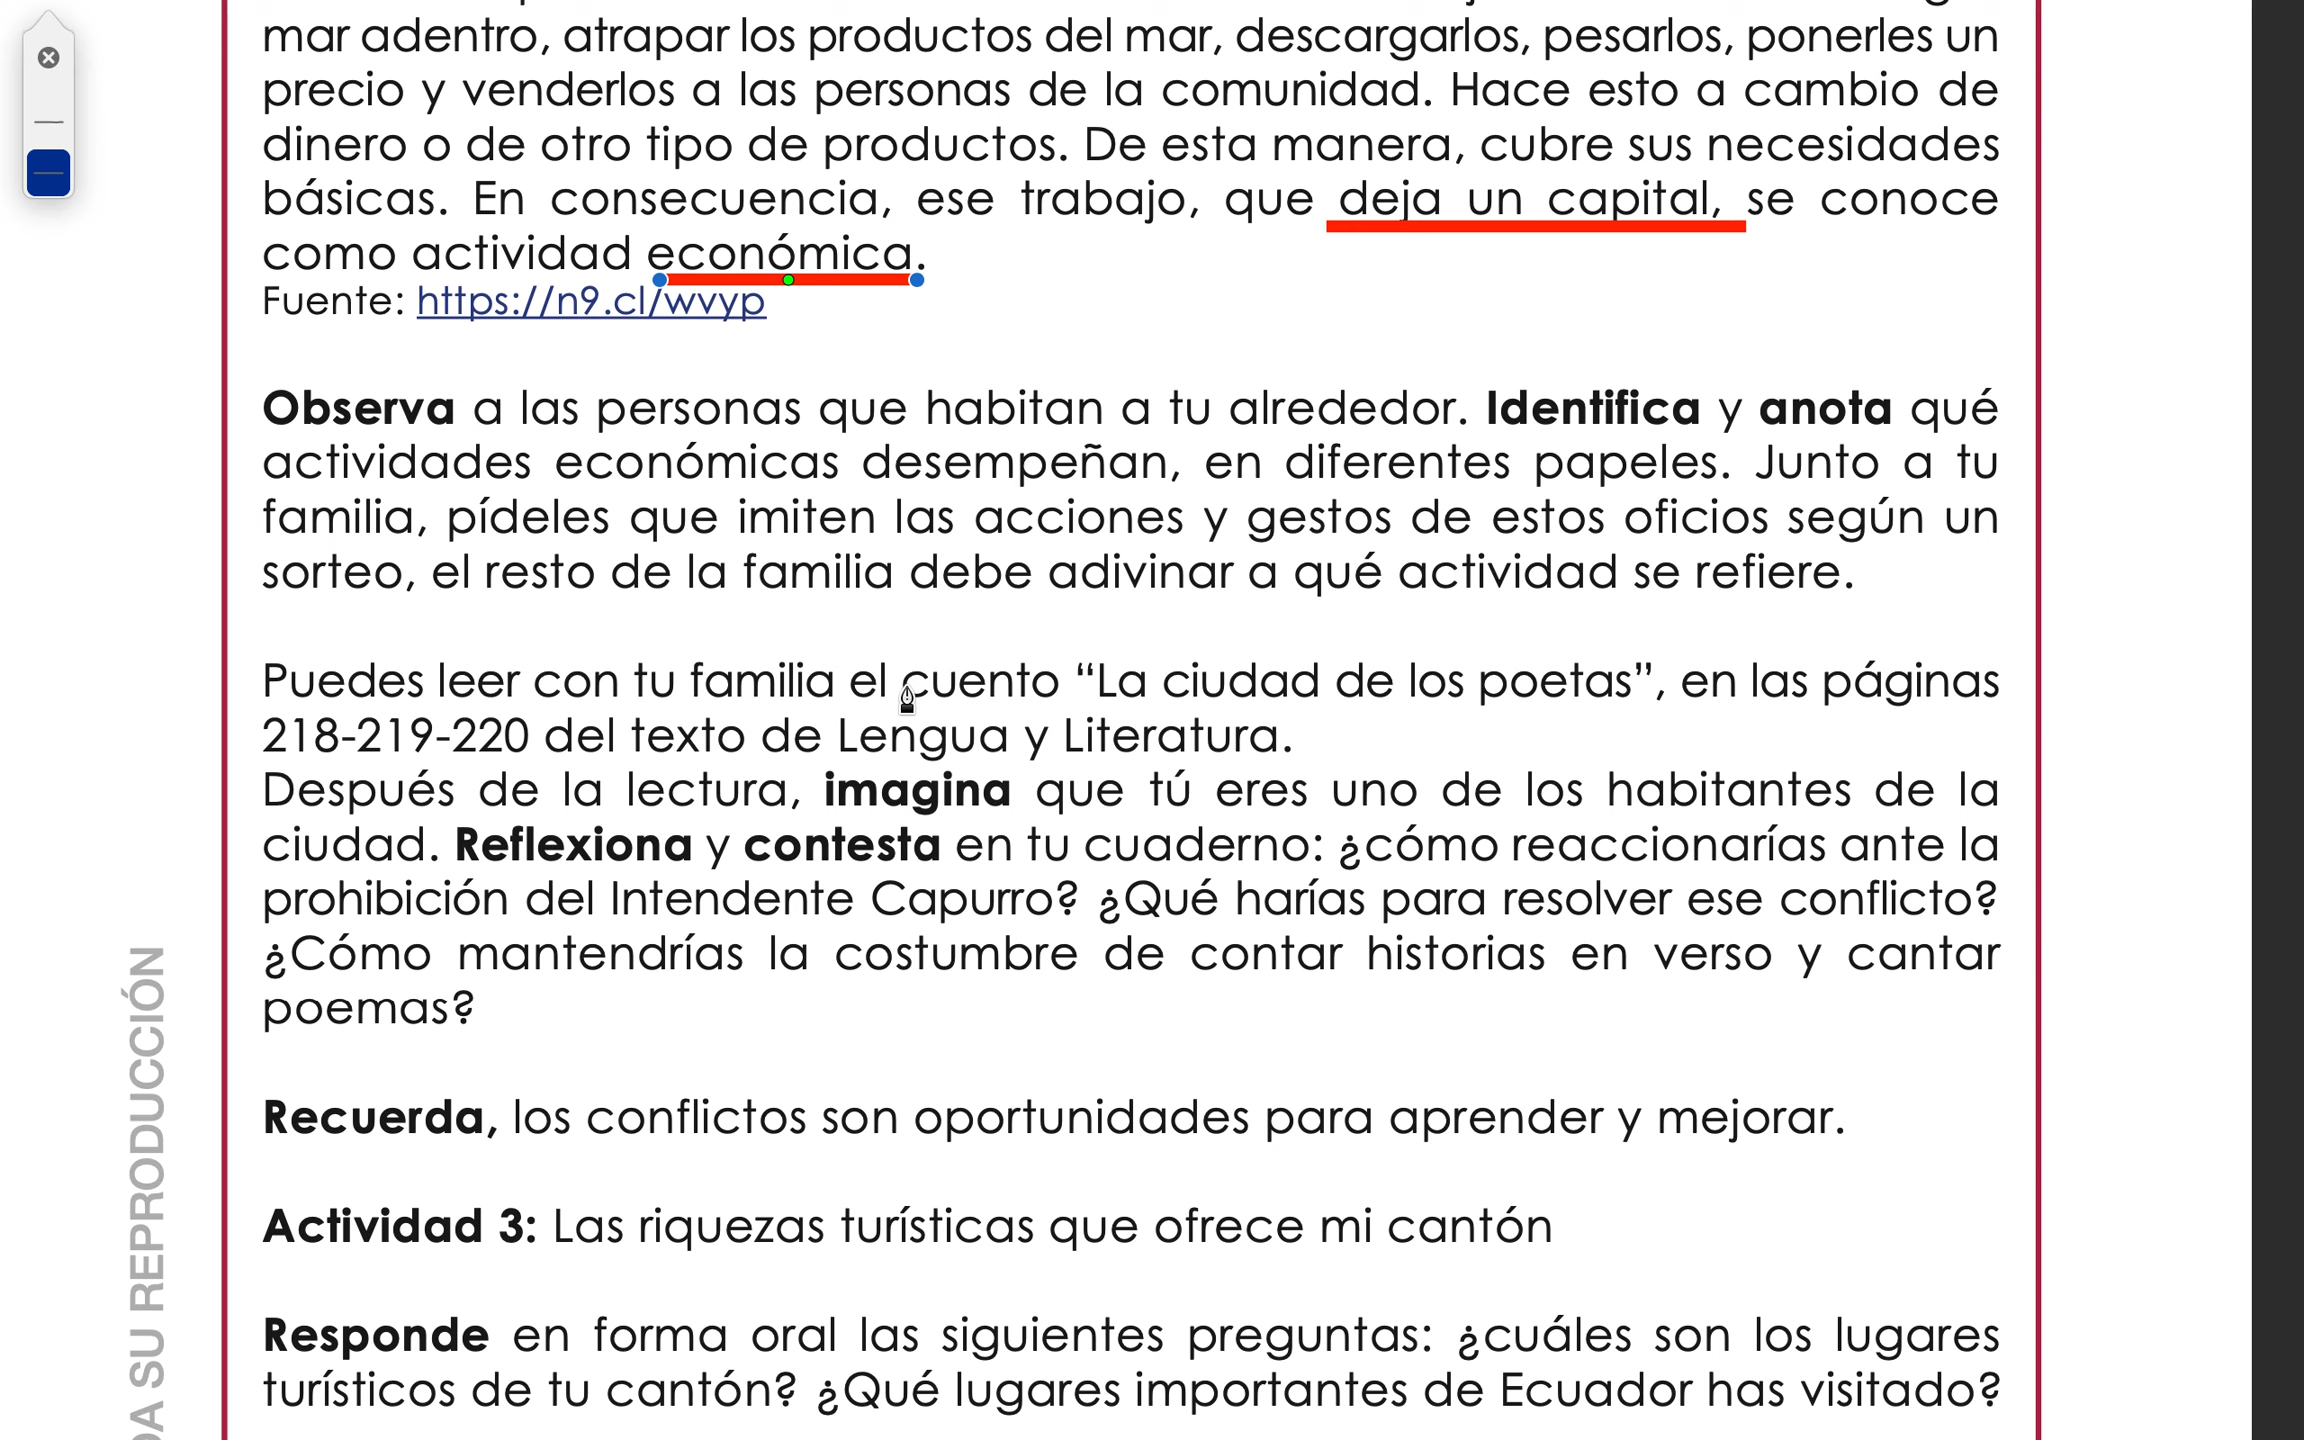 mar adentro, atrapar los productos del mar, descargarlos, pesarlos, ponerles un
precio y venderlos a las personas de la comunidad. Hace esto a cambio de
dinero o de otro tipo de productos. De esta manera, cubre sus necesidades
básicas. En consecuencia, ese trabajo, que deja un capital, se conoce
como actividad económica.
Fuente: https://n9.cl/wvyp
Observa a las personas que habitan a tu alrededor. Identifica y anota qué
actividades económicas desempeñan, en diferentes papeles. Junto a tu
familia, pídeles que imiten las acciones y gestos de estos oficios según un
sorteo, el resto de la familia debe adivinar a qué actividad se refiere.
Puedes leer con tu familia el cuento “La ciudad de los poetas”, en las páginas
218-219-220 del texto de Lengua y Literatura.
Después de la lectura, imagina que tú eres uno de los habitantes de la
ciudad. Reflexiona y contesta en tu cuaderno: ¿cómo reaccionarías ante la
prohibición del Intendente Capurro? ¿Qué harías para resolver ese conflicto?
¿Cómo mantendrías la costumbre de contar historias en verso y cantar
poemas?
Recuerda, los conflictos son oportunidades para aprender y mejorar.
Actividad 3: Las riquezas turísticas que ofrece mi cantón
Responde en forma oral las siguientes preguntas: ¿cuáles son los lugares
turísticos de tu cantón? ¿Qué lugares importantes de Ecuador has visitado?
SU REPRODUCCIÓN